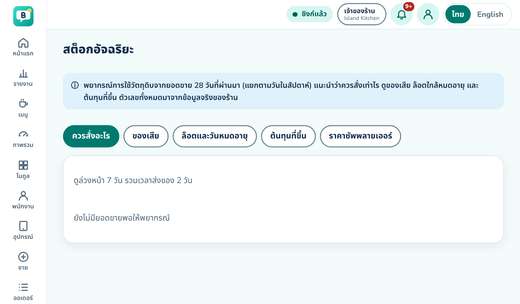 B
ซิงก์แล้ว
เจ้าของร้าน
Island Kitchen
9+
ไทย
English
หน้าแรก
รายงาน
เมนู
ภาพรวม
โมดูล
พนักงาน
อุปกรณ์
ขาย
ออเดอร์
สต็อกอัจฉริยะ
พยากรณ์การใช้วัตถุดิบจากยอดขาย 28 วันที่ผ่านมา (แยกตามวันในสัปดาห์) แนะนำว่าควรสั่งเท่าไร ดูของเสีย ล็อตใกล้หมดอายุ และ
ต้นทุนที่ขึ้น ตัวเลขทั้งหมดมาจากข้อมูลจริงของร้าน
ควรสั่งอะไร
ของเสีย
ล็อตและวันหมดอายุ
ต้นทุนที่ขึ้น
ราคาซัพพลายเออร์
ดูล่วงหน้า 7 วัน รวมเวลาส่งของ 2 วัน
ยังไม่มียอดขายพอให้พยากรณ์